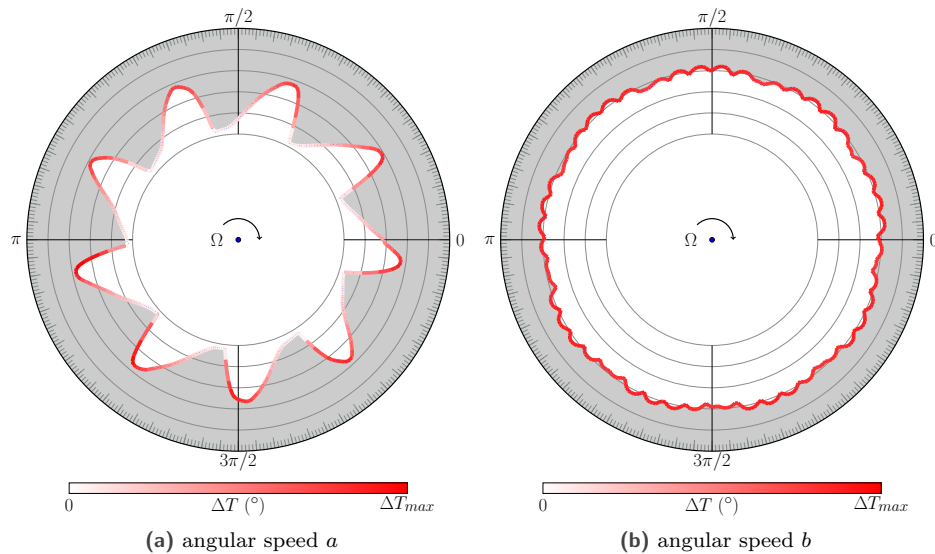 π/2
π/2
π
Ω
0
π
Ω
0
3π/2
3π/2
0
ΔT (°)
ΔT_max
0
ΔT (°)
ΔT_max
(a) angular speed a
(b) angular speed b